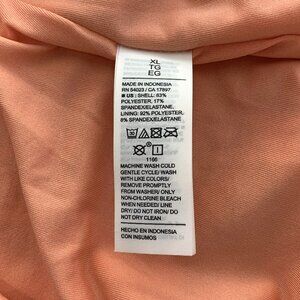 XL
TG
EG
MADE IN INDONESIA
RN 54023 / CA 17897
■ US : SHELL: 83%
POLYESTER, 17%
SPANDEX/ELASTANE.
LINING: 92% POLYESTER,
8% SPANDEX/ELASTANE
30
1166
MACHINE WASH COLD
GENTLE CYCLE/ WASH
WITH LIKE COLORS/
REMOVE PROMPTLY
FROM WASHER/ ONLY
NON-CHLORINE BLEACH
WHEN NEEDED/ LINE
DRY/ DO NOT IRON/ DO
NOT DRY CLEAN
HECHO EN INDONESIA
CON INSUMOS